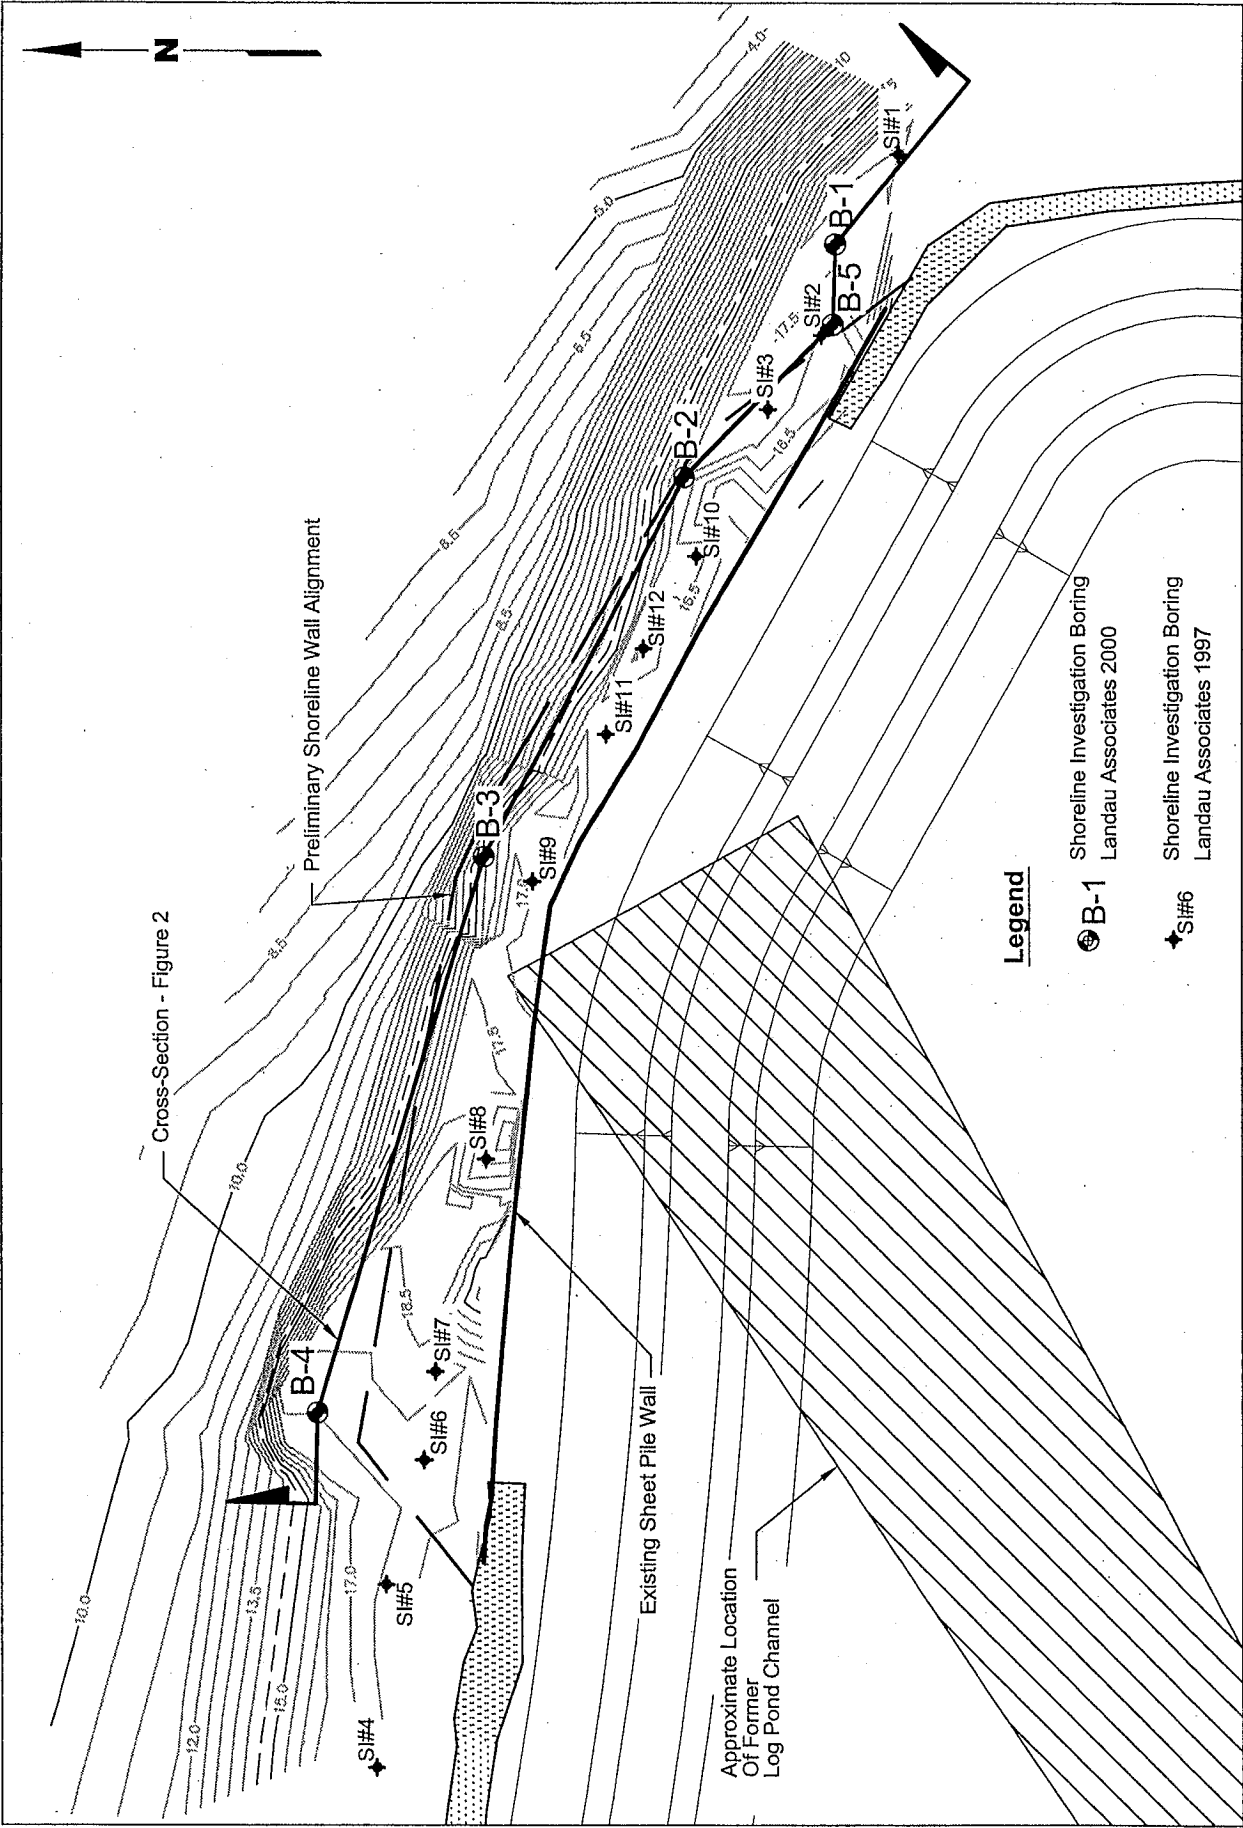 N
Cross-Section - Figure 2
Preliminary Shoreline Wall Alignment
10.0
12.0
13.5
15.0
17.0
10.0
8.5
8.5
8.5
6.5
5.0
4.0
10
5
SI#4
SI#5
B-4
SI#6
SI#7
18.5
SI#8
17.5
B-3
SI#9
SI#11
SI#12
16.5
SI#10
B-2
SI#3
16.5
17.5
SI#2
B-5
B-1
SI#1
Existing Sheet Pile Wall
Approximate Location
Of Former
Log Pond Channel
Legend
B-1
Shoreline Investigation Boring
Landau Associates 2000
SI#6
Shoreline Investigation Boring
Landau Associates 1997